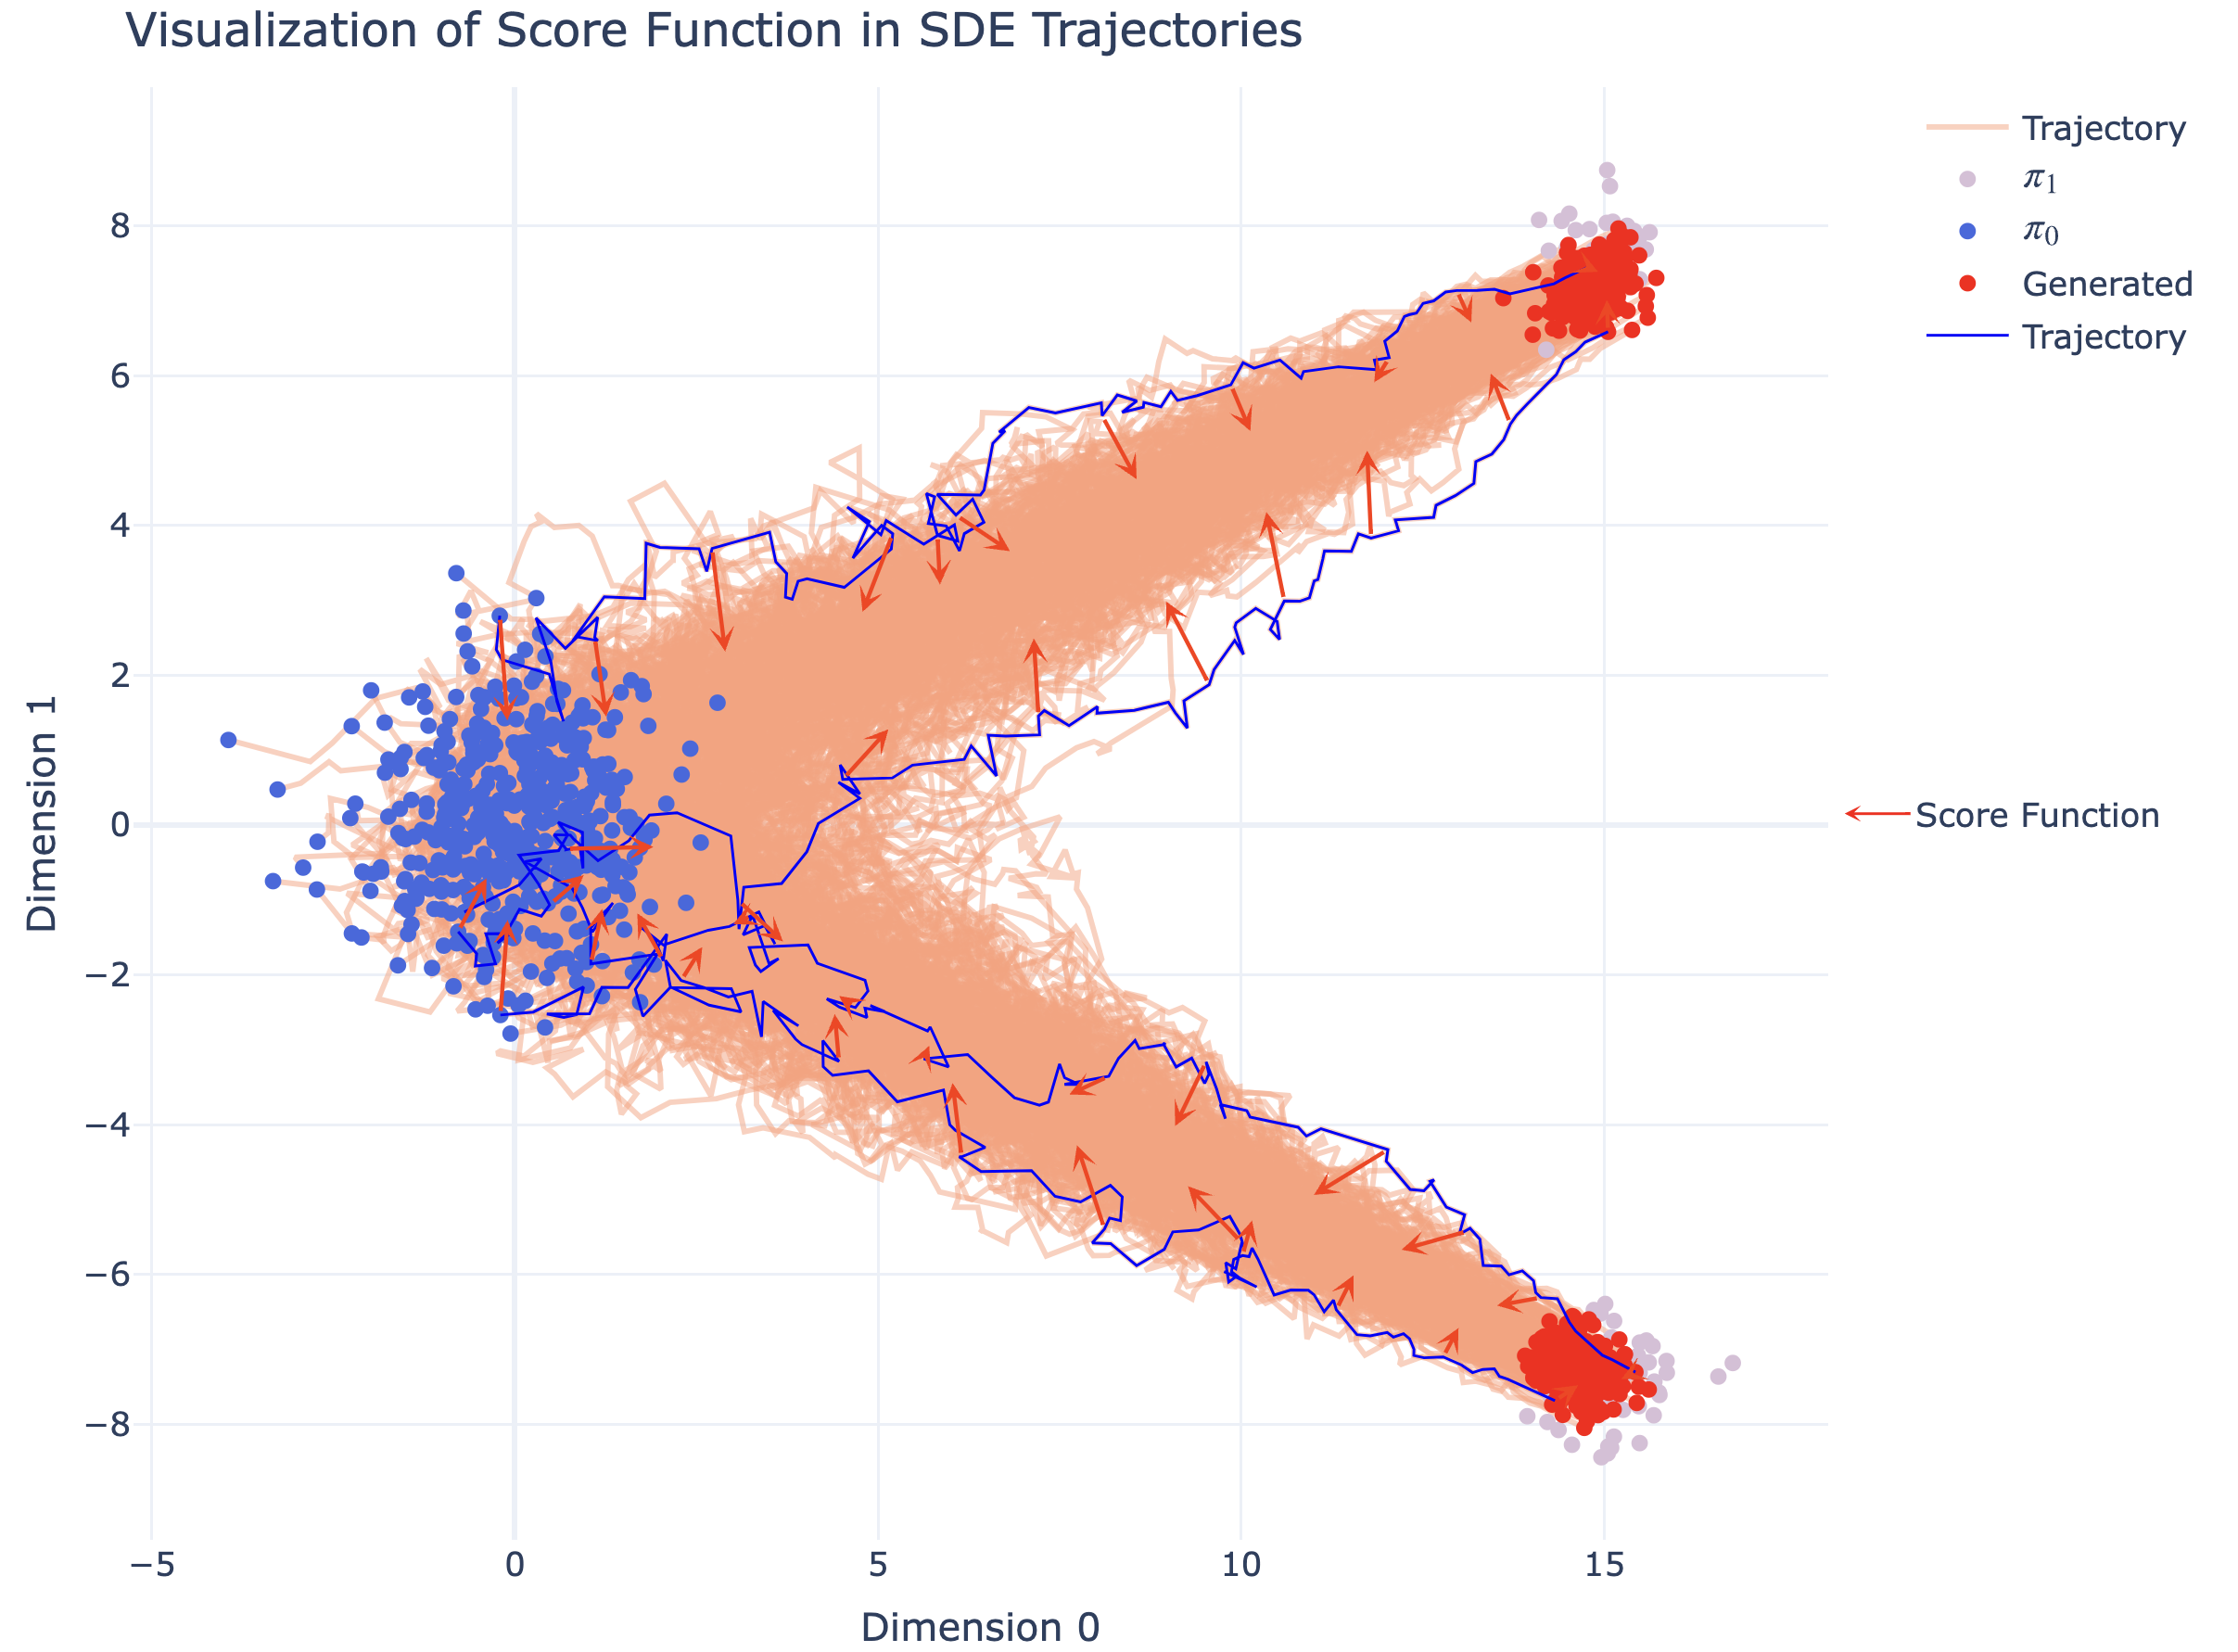 Visualization of Score Function in SDE Trajectories
Trajectory
π1
π0
Generated
Trajectory
Score Function
8
6
4
2
0
−2
−4
−6
−8
Dimension 1
−5
0
5
10
15
Dimension 0